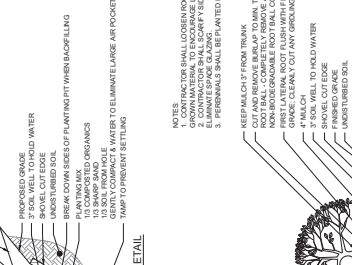 PROPOSED GRADE
3" SOIL WELL TO HOLD WATER
SHOVEL CUT EDGE
UNDISTURBED SOIL
BREAK DOWN SIDES OF PLANTING PIT WHEN BACKFILLING
PLANTING MIX
1/3 COMPOSTED ORGANICS
1/3 SHARP SAND
1/3 SOIL FROM HOLE
GENTLY COMPACT & WATER TO ELIMINATE LARGE AIR POCKET
TAMP TO PREVENT SETTLING
ETAIL
NOTES:
1. CONTRACTOR SHALL LOOSEN ROO
GROWN MATERIAL TO ENCOURAGE L
2. CONTRACTOR SHALL SCARIFY SID
ELIMINATE SPADE GLAZING.
3. PERENNIALS SHALL BE PLANTED I
KEEP MULCH 3" FROM TRUNK
CUT AND REMOVE BURLAP TO MIN. T
ROOT BALL - COMPLETELY REMOVE
NON-BIODEGRADABLE ROOT BALL CO
FIRST LATERAL ROOT FLUSH WITH F
GRADE; CLEANLY CUT ANY GIRDLING
4" MULCH
3" SOIL WELL TO HOLD WATER
SHOVEL CUT EDGE
FINISHED GRADE
UNDISTURBED SOIL